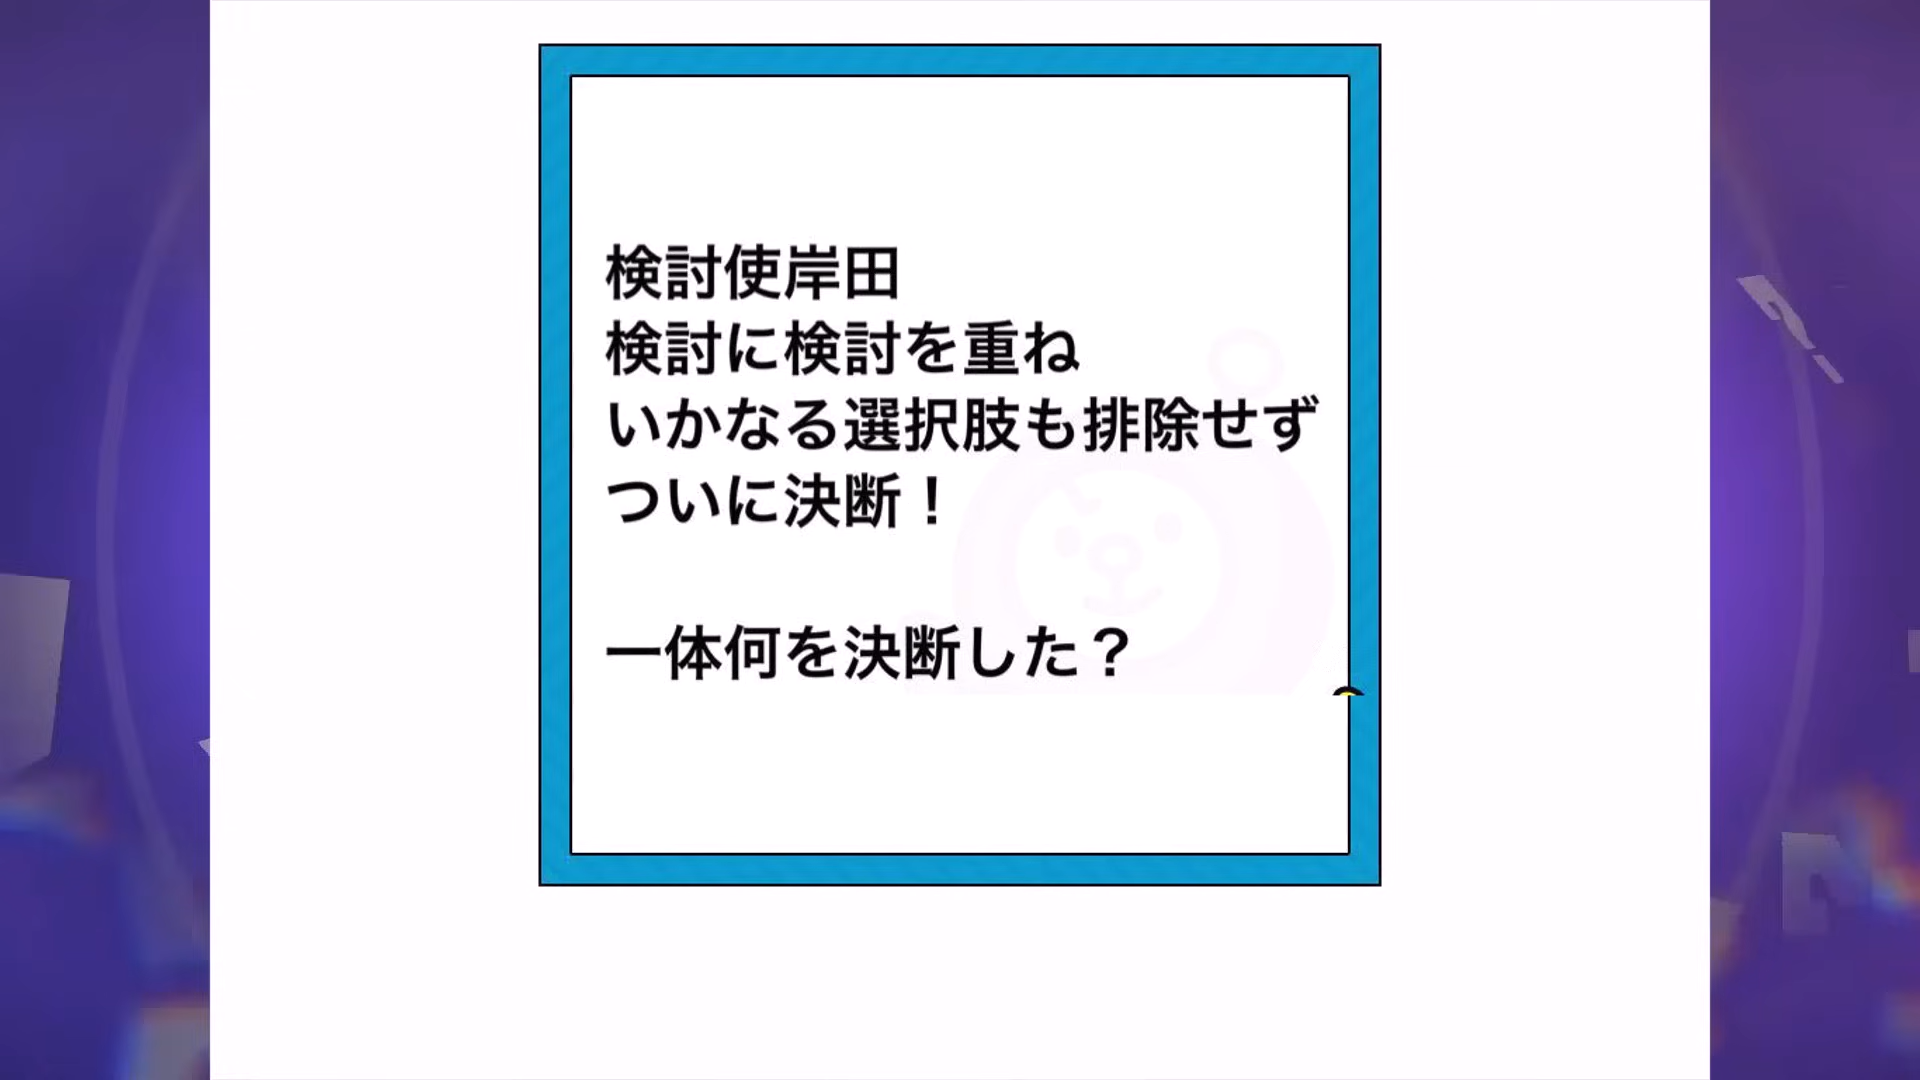 検討使岸田
検討に検討を重ね
いかなる選択肢も排除せず
ついに決断！
一体何を決断した？